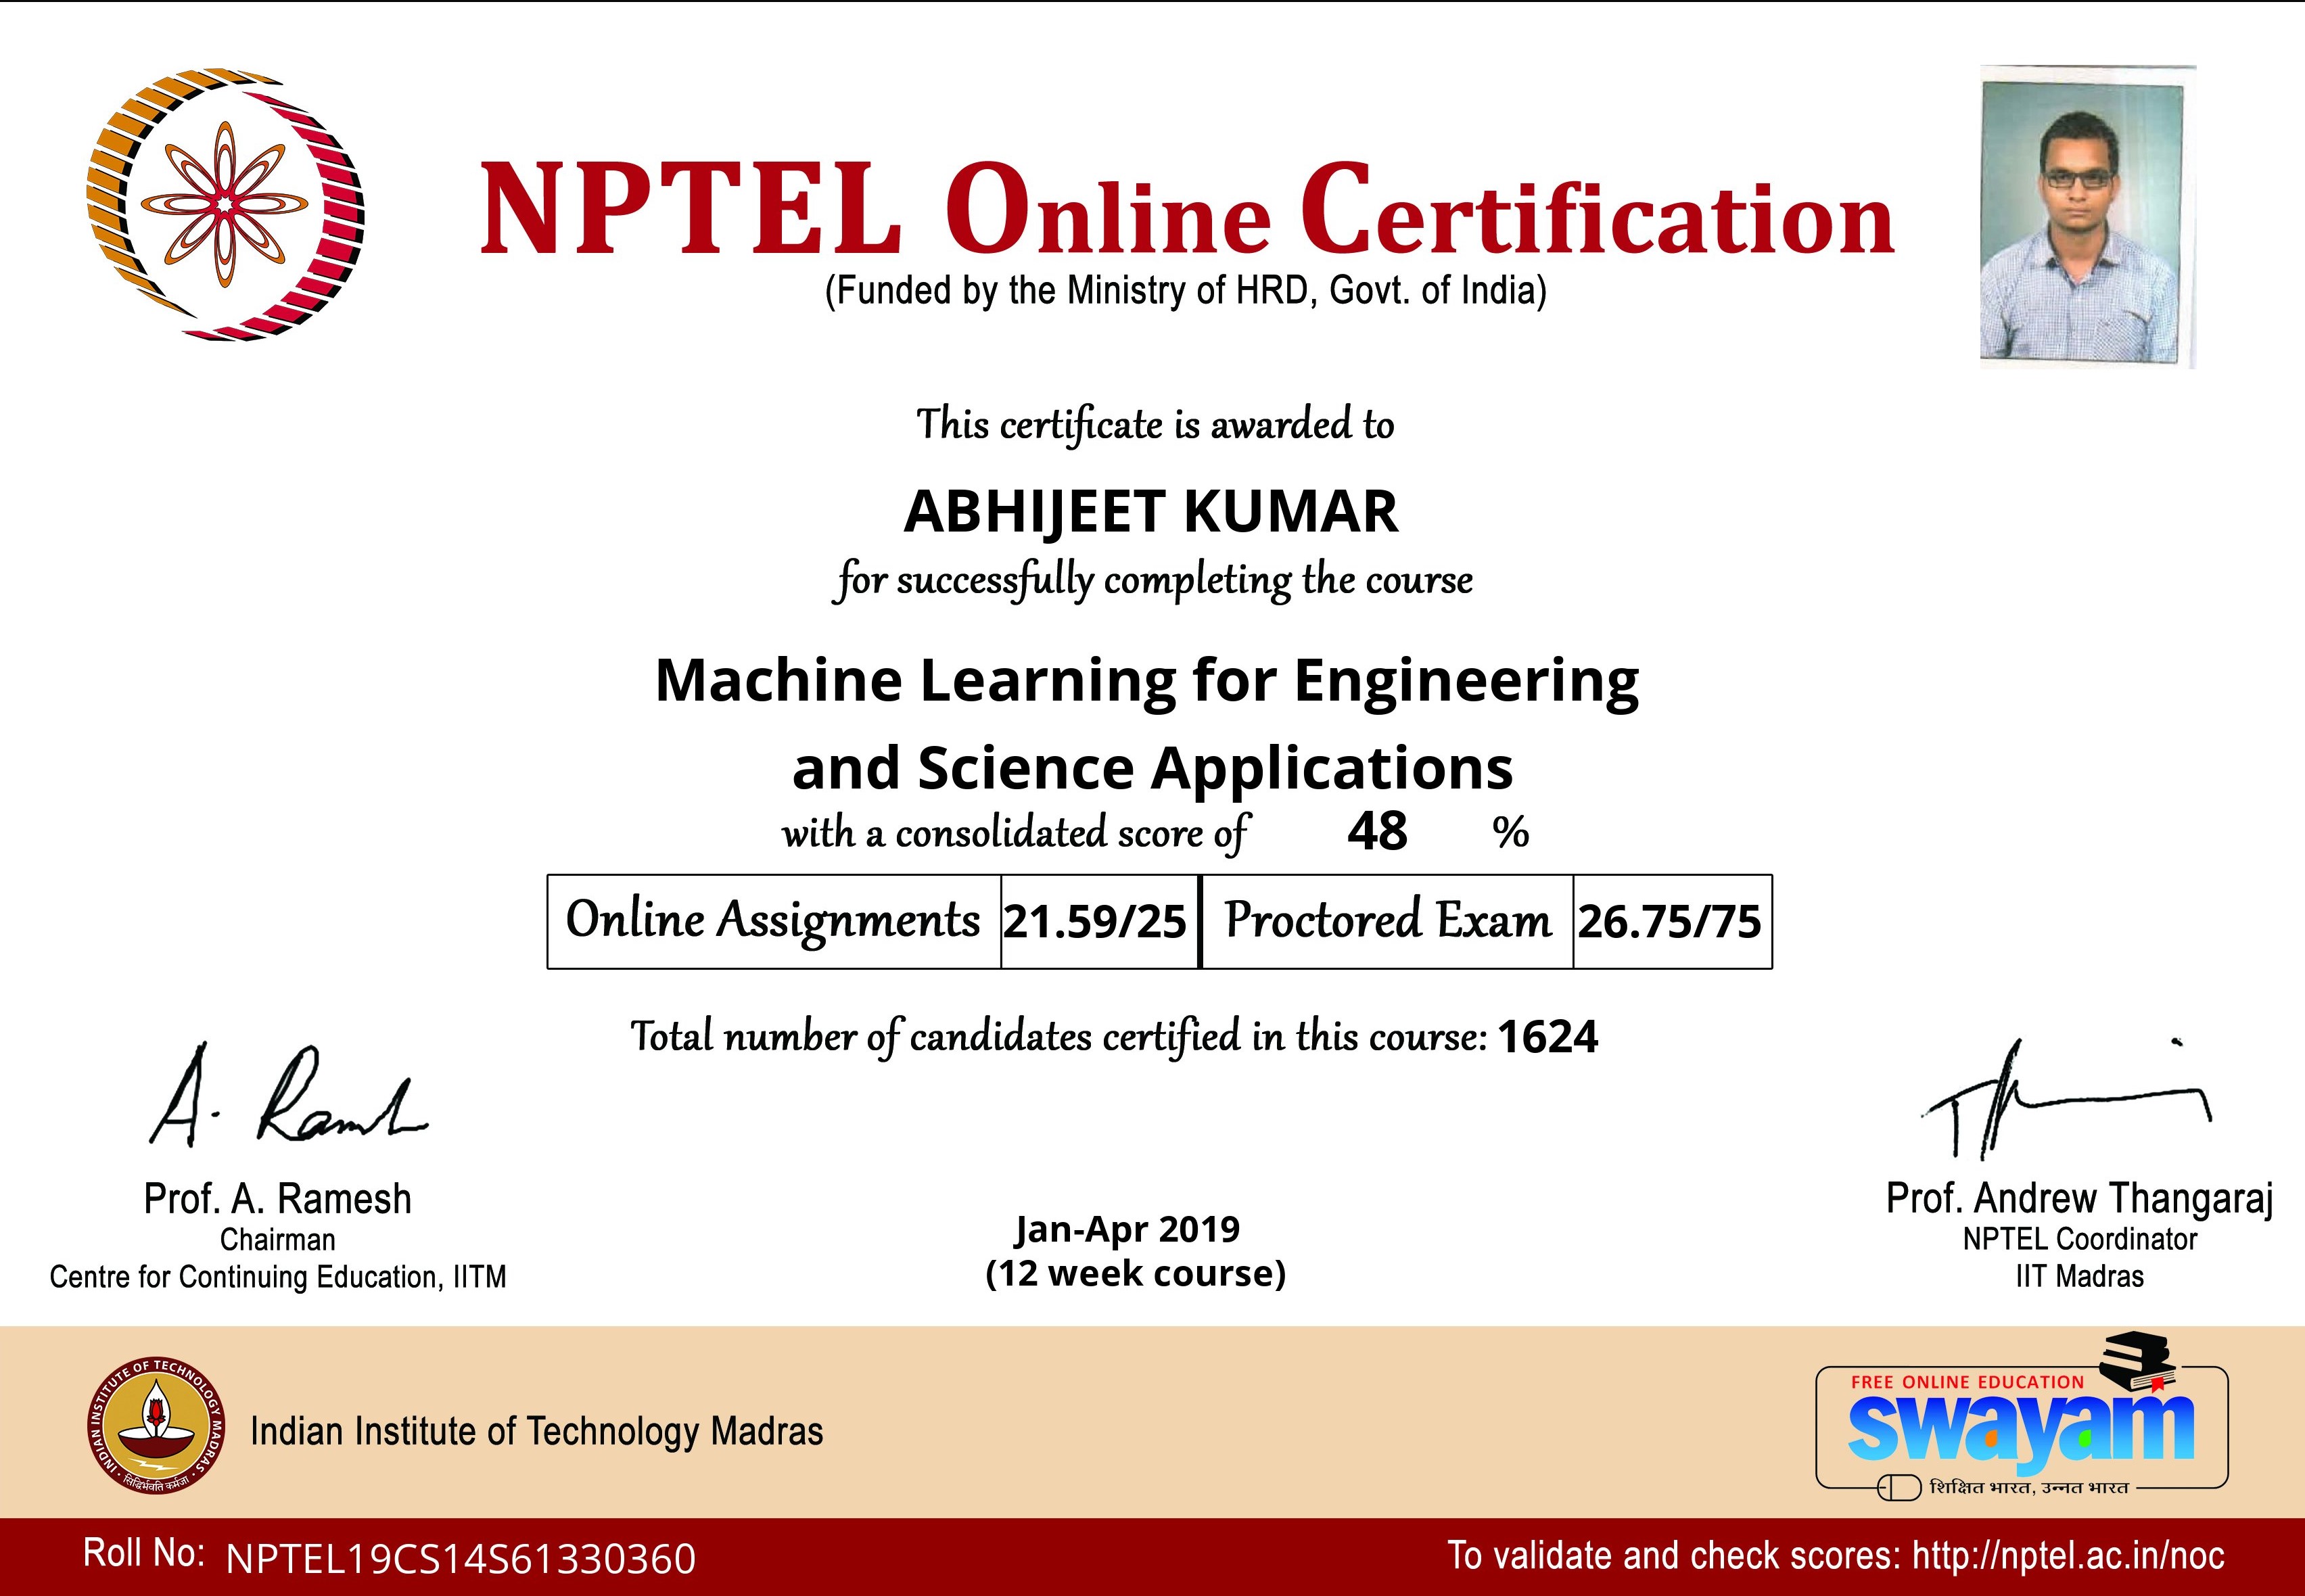 NPTEL Online Certification
(Funded by the Ministry of HRD, Govt. of India)
This certificate is awarded to
ABHIJEET KUMAR
for successfully completing the course
Machine Learning for Engineering
and Science Applications
with a consolidated score of 48 %
Online Assignments 21.59/25 Proctored Exam 26.75/75
Total number of candidates certified in this course: 1624
A. Ramesh
Prof. A. Ramesh
Chairman
Centre for Continuing Education, IITM
Jan-Apr 2019
(12 week course)
Prof. Andrew Thangaraj
NPTEL Coordinator
IIT Madras
INDIAN INSTITUTE OF TECHNOLOGY MADRAS
सिद्धिर्भवति कर्मजा
Indian Institute of Technology Madras
FREE ONLINE EDUCATION
swayam
शिक्षित भारत, उन्नत भारत
Roll No: NPTEL19CS14S61330360
To validate and check scores: http://nptel.ac.in/noc